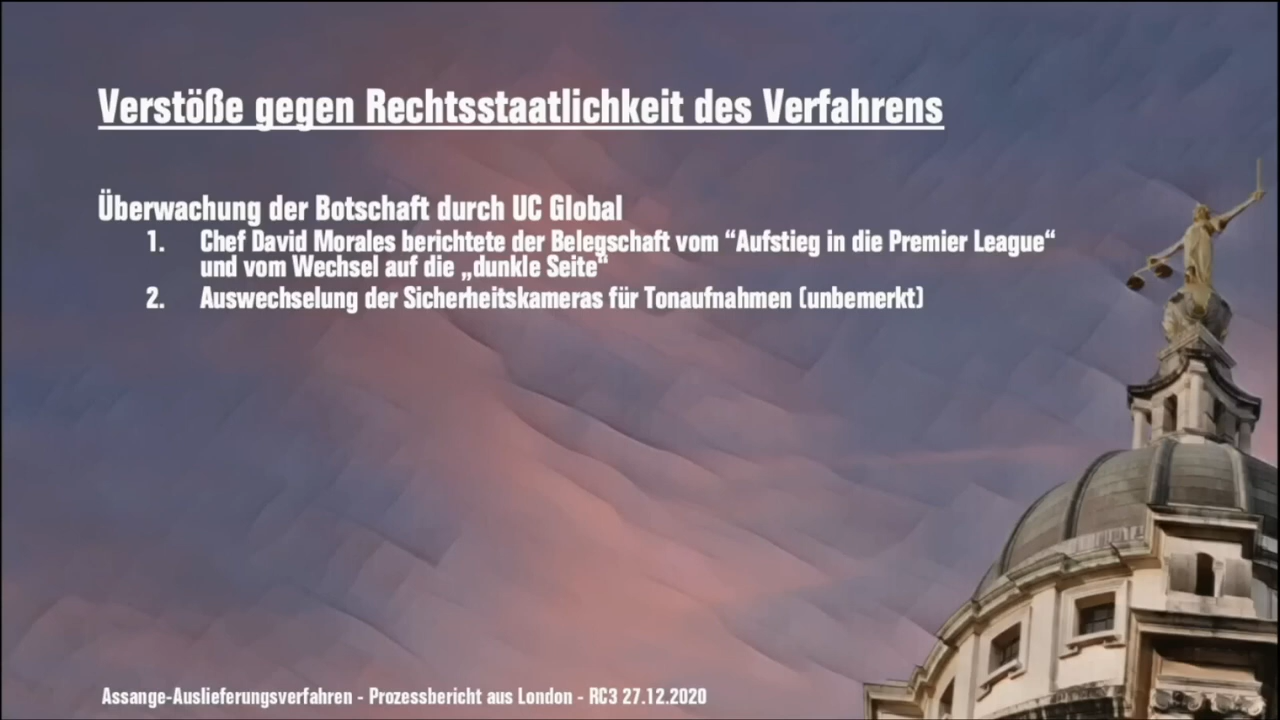 Verstöße gegen Rechtsstaatlichkeit des Verfahrens
Überwachung der Botschaft durch UC Global
1. Chef David Morales berichtete der Belegschaft vom “Aufstieg in die Premier League“
und vom Wechsel auf die „dunkle Seite“
2. Auswechselung der Sicherheitskameras für Tonaufnahmen (unbemerkt)
Assange-Auslieferungsverfahren - Prozessbericht aus London - RC3 27.12.2020